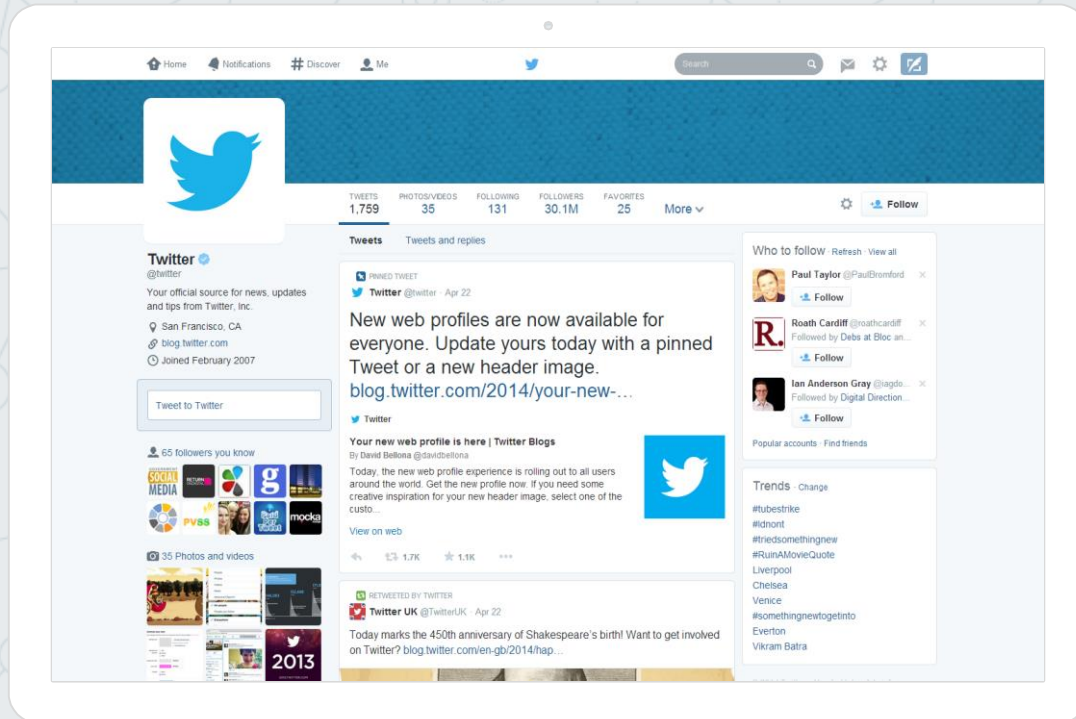 Home Notifications Discover Me Search
TWEETS PHOTOS/VIDEOS FOLLOWING FOLLOWERS FAVORITES
1,759 35 131 30.1M 25 More
Follow
Twitter
@twitter
Your official source for news, updates
and tips from Twitter, Inc.
San Francisco, CA
blog.twitter.com
Joined February 2007
Tweet to Twitter
65 followers you know
SOCIAL
MEDIA
g
PVSS
mocka
35 Photos and videos
2013
Tweets Tweets and replies
PINNED TWEET
Twitter @twitter · Apr 22
New web profiles are now available for
everyone. Update yours today with a pinned
Tweet or a new header image.
blog.twitter.com/2014/your-new-…
Twitter
Your new web profile is here | Twitter Blogs
By David Bellona @davidbellona
Today, the new web profile experience is rolling out to all users
around the world. Get the new profile now. If you need some
creative inspiration for your new header image, select one of the
custo...
View on web
1.7K 1.1K
RETWEETED BY TWITTER
Twitter UK @TwitterUK · Apr 22
Today marks the 450th anniversary of Shakespeare's birth! Want to get involved
on Twitter? blog.twitter.com/en-gb/2014/hap…
Who to follow · Refresh · View all
Paul Taylor @PaulBromford
Follow
R.
Roath Cardiff @roathcardiff
Followed by Debs at Bloc an...
Follow
Ian Anderson Gray @iagdo...
Followed by Digital Direction...
Follow
Popular accounts · Find friends
Trends · Change
#tubestrike
#ldnont
#triedsomethingnew
#RuinAMovieQuote
Liverpool
Chelsea
Venice
#somethingnewtogetinto
Everton
Vikram Batra